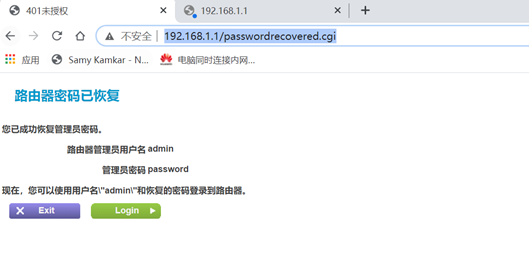 401未授权
192.168.1.1
不安全 | 192.168.1.1/passwordrecovered.cgi
应用 Samy Kamkar - N... 电脑同时连接内网...
路由器密码已恢复
您已成功恢复管理员密码。
路由器管理员用户名 admin
管理员密码 password
现在，您可以使用用户名\"admin\"和恢复的密码登录到路由器。
Exit Login